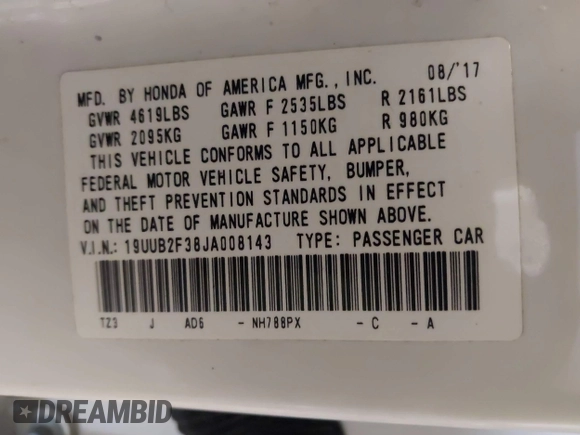 MFD. BY HONDA OF AMERICA MFG., INC. 08/'17
GVWR 4619LBS GAWR F 2535LBS R 2161LBS
GVWR 2095KG GAWR F 1150KG R 980KG
THIS VEHICLE CONFORMS TO ALL APPLICABLE
FEDERAL MOTOR VEHICLE SAFETY, BUMPER,
AND THEFT PREVENTION STANDARDS IN EFFECT
ON THE DATE OF MANUFACTURE SHOWN ABOVE.
V.I.N.: 19UUB2F38JA008143 TYPE: PASSENGER CAR
TZ3 J AD6 - NH788PX - C - A
DREAMBID